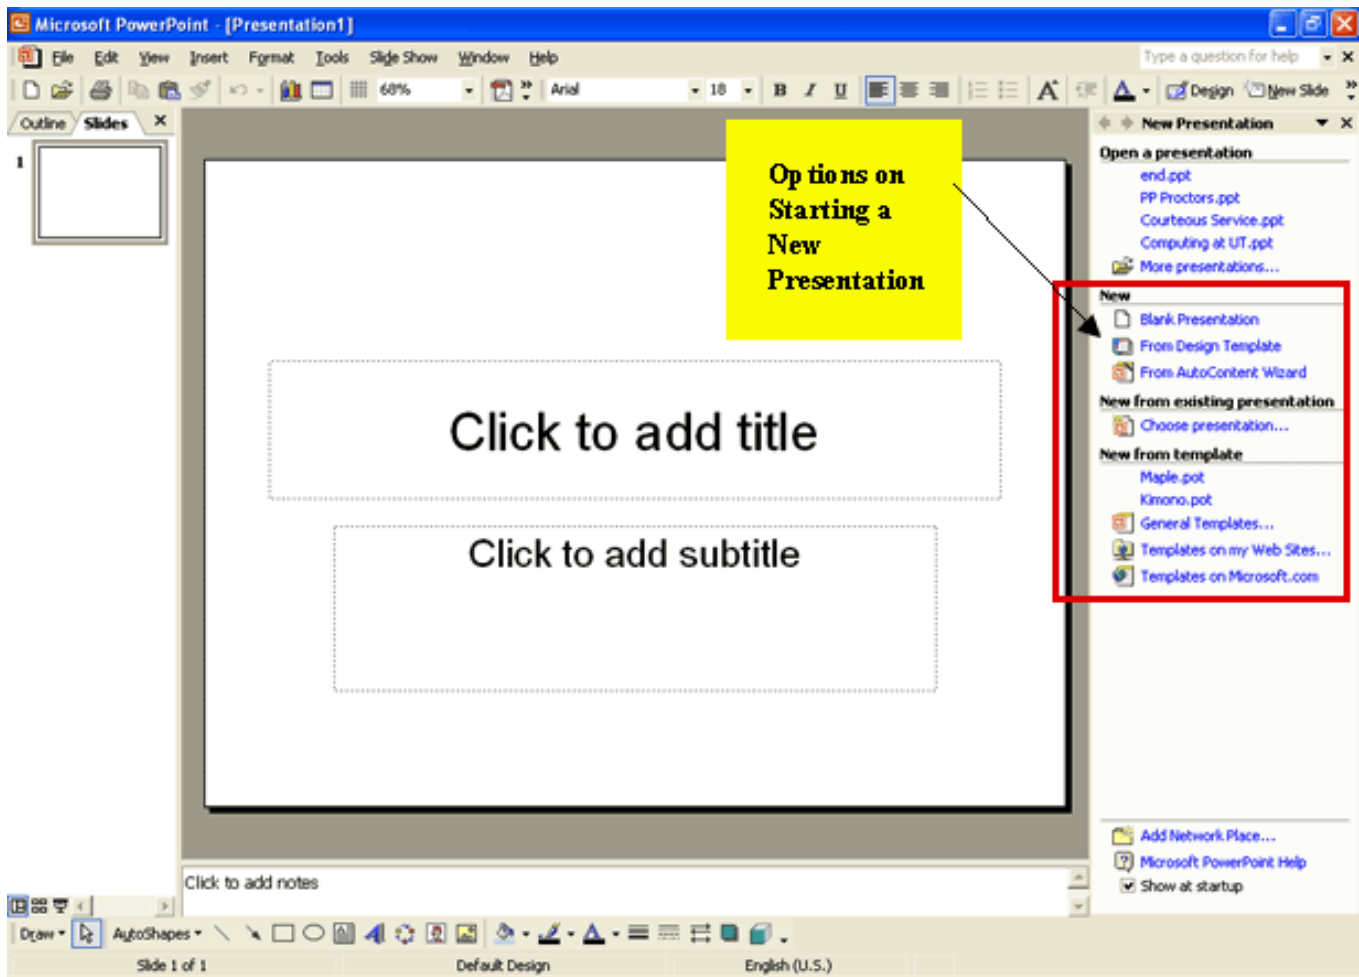 Microsoft PowerPoint - [Presentation1]
File Edit View Insert Format Tools Slide Show Window Help
Type a question for help
68% Arial 18 B I U A A Design New Slide
Outline Slides
New Presentation
1
Open a presentation
end.ppt
PP Proctors.ppt
Courteous Service.ppt
Computing at UT.ppt
More presentations...
Options on
Starting a
New
Presentation
New
Blank Presentation
From Design Template
From AutoContent Wizard
New from existing presentation
Choose presentation...
New from template
Maple.pot
Kimono.pot
General Templates...
Templates on my Web Sites...
Templates on Microsoft.com
Click to add title
Click to add subtitle
Add Network Place...
Microsoft PowerPoint Help
Show at startup
Click to add notes
Draw AutoShapes
Slide 1 of 1 Default Design English (U.S.)